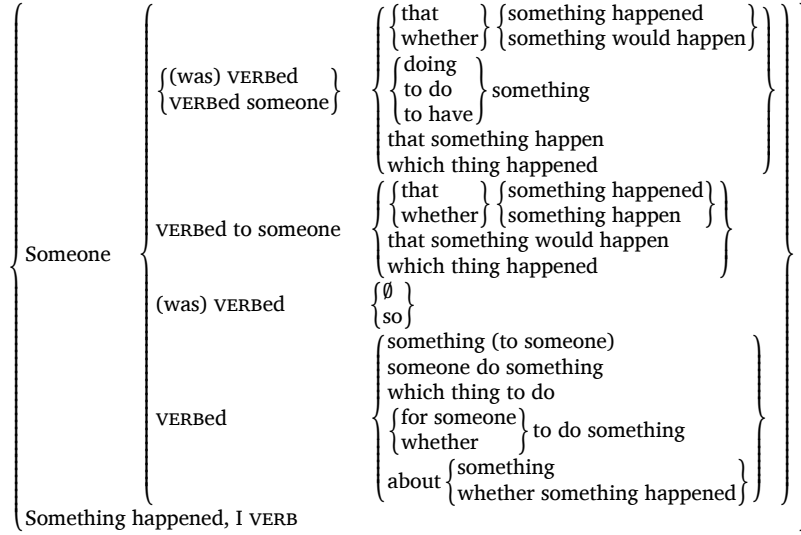 that something happened
whether something would happen
(was) VERBed doing
VERBed someone to do something
to have
that something happen
which thing happened
that something happened
whether something happen
VERBed to someone
that something would happen
Someone
which thing happened
(was) VERBed ∅
so
something (to someone)
someone do something
which thing to do
VERBed for someone to do something
whether
about something
whether something happened
Something happened, I VERB